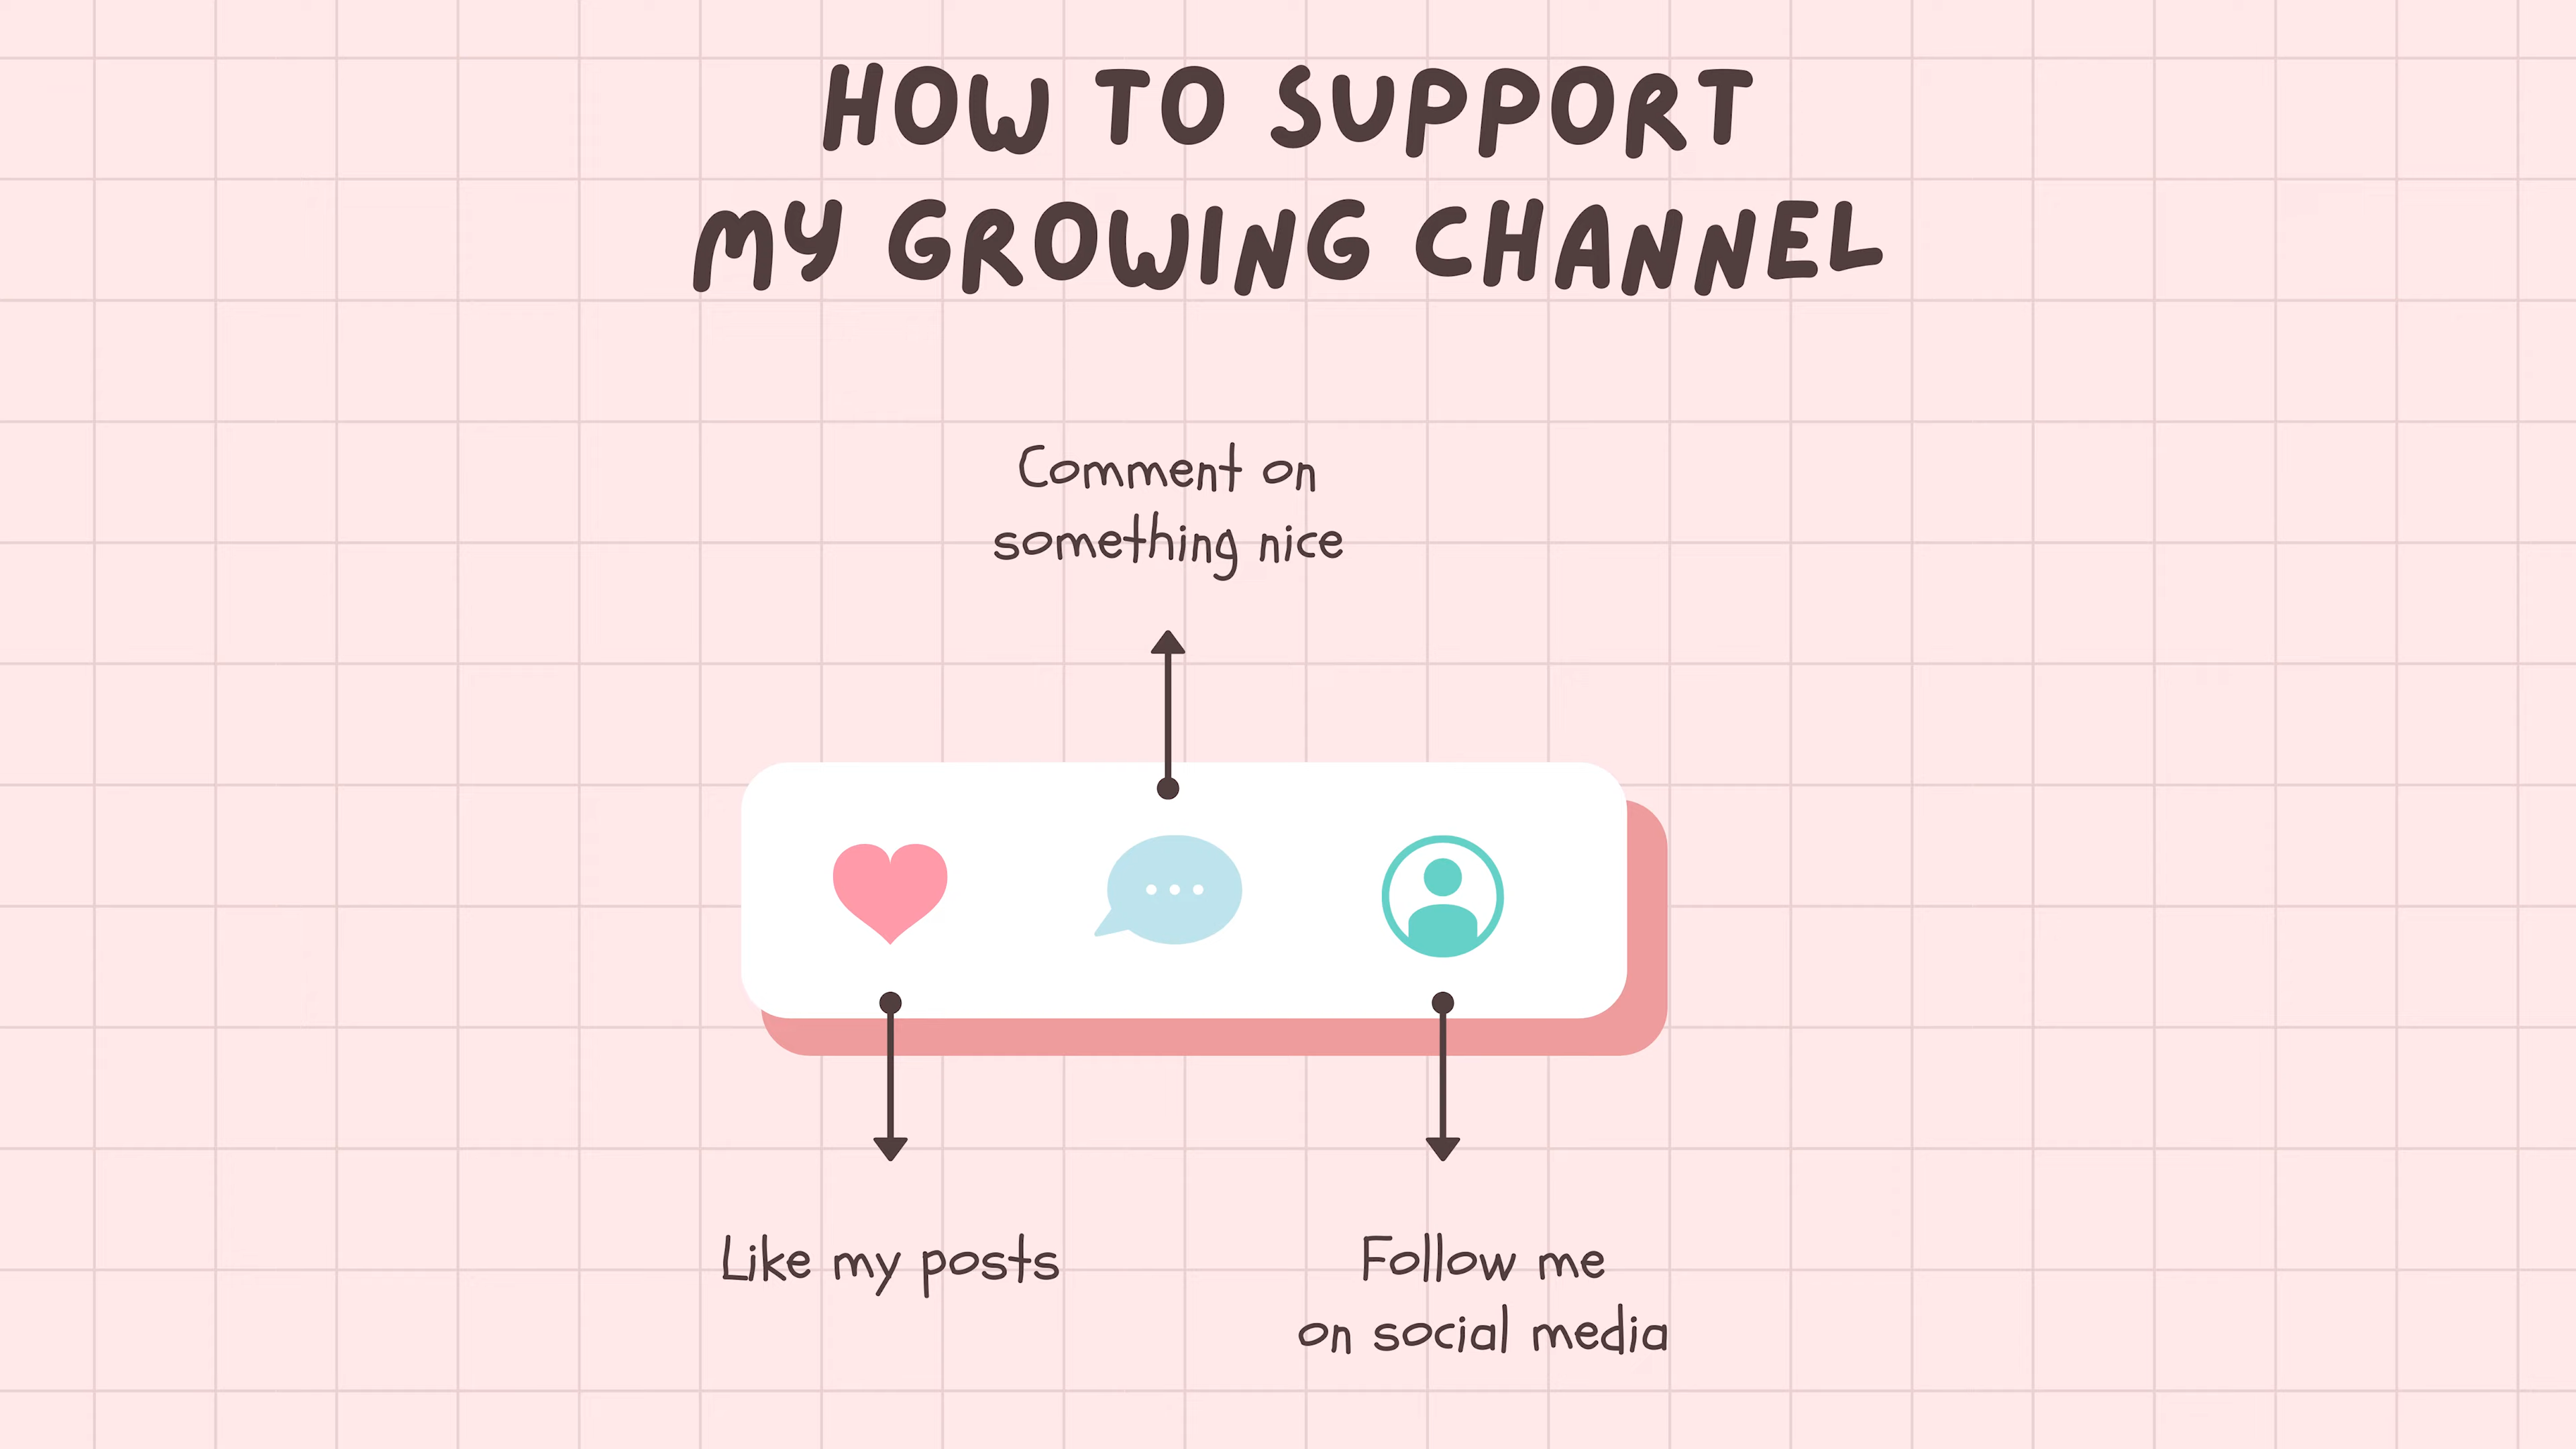 HOW TO SUPPORT
MY GROWING CHANNEL
Comment on
something nice
Like my posts
Follow me
on social media